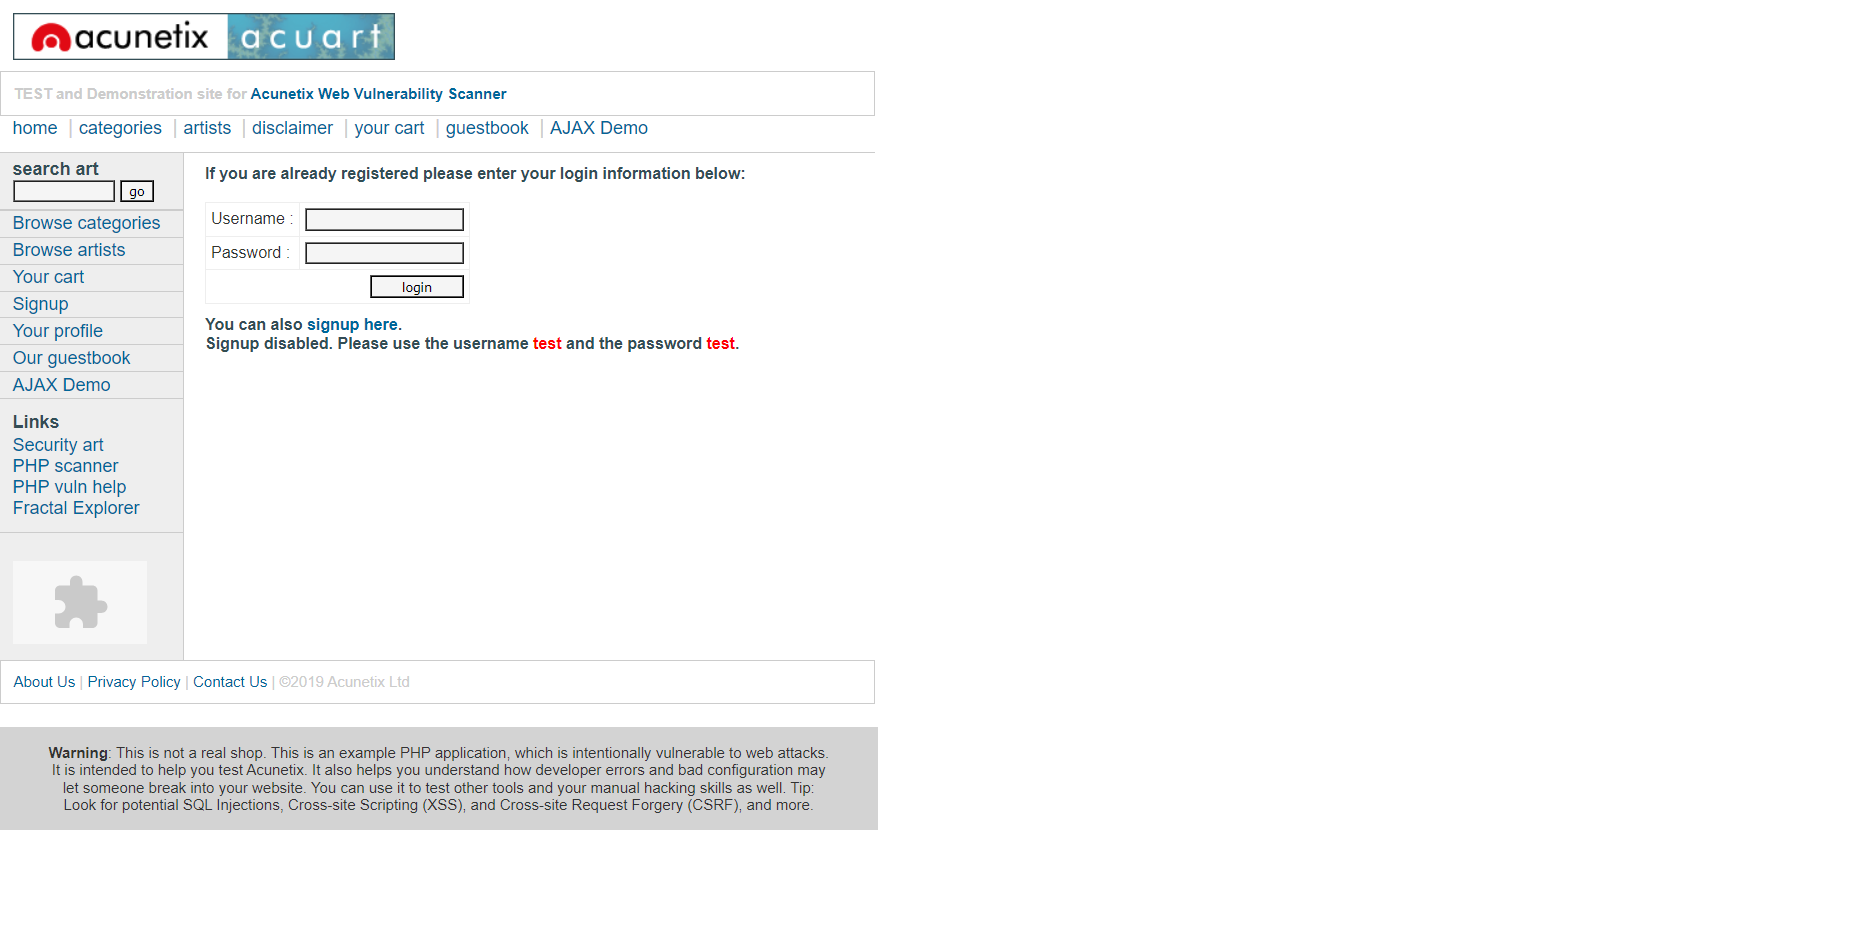 acunetix acuart
TEST and Demonstration site for Acunetix Web Vulnerability Scanner
home | categories | artists | disclaimer | your cart | guestbook | AJAX Demo
search art
go
Browse categories
Browse artists
Your cart
Signup
Your profile
Our guestbook
AJAX Demo
Links
Security art
PHP scanner
PHP vuln help
Fractal Explorer
If you are already registered please enter your login information below:
Username :
Password :
login
You can also signup here.
Signup disabled. Please use the username test and the password test.
About Us | Privacy Policy | Contact Us | ©2019 Acunetix Ltd
Warning: This is not a real shop. This is an example PHP application, which is intentionally vulnerable to web attacks.
It is intended to help you test Acunetix. It also helps you understand how developer errors and bad configuration may
let someone break into your website. You can use it to test other tools and your manual hacking skills as well. Tip:
Look for potential SQL Injections, Cross-site Scripting (XSS), and Cross-site Request Forgery (CSRF), and more.